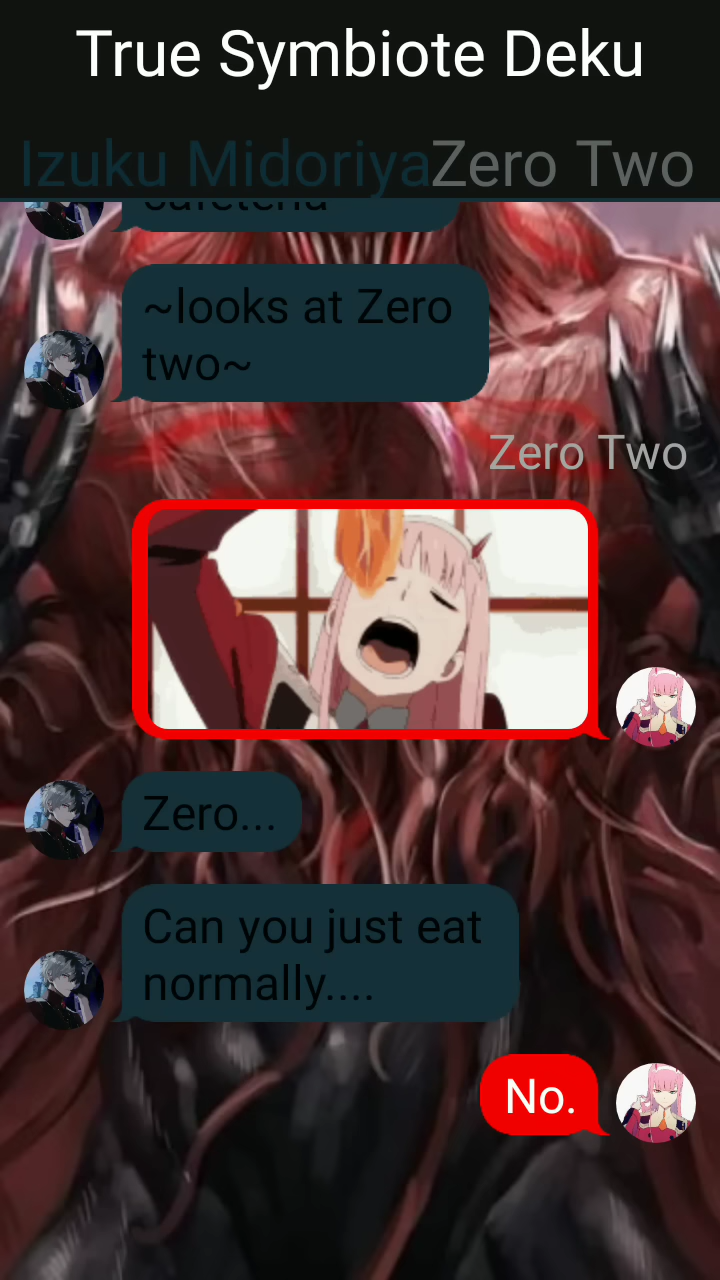 True Symbiote Deku
Izuku Midoriya
Zero Two
cafeteria
~looks at Zero
two~
Zero Two
Zero...
Can you just eat
normally....
No.